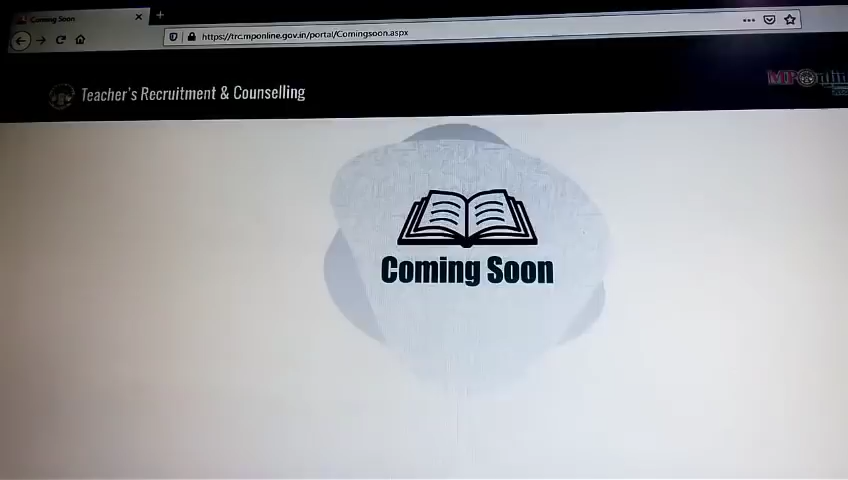 Coming Soon
https://trc.mponline.gov.in/portal/Comingsoon.aspx
Teacher's Recruitment & Counselling
Coming Soon